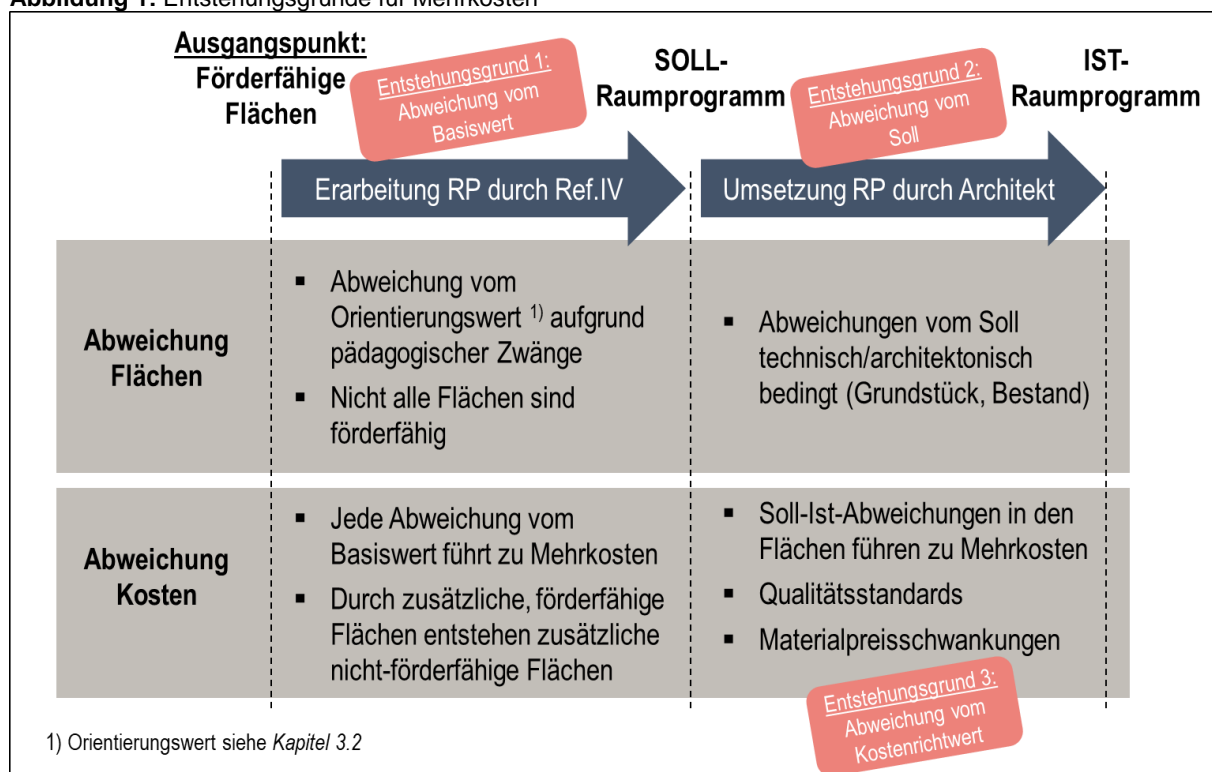 Abbildung 1: Entstehungsgründe für Mehrkosten
Ausgangspunkt:
Förderfähige
Flächen
Entstehungsgrund 1:
Abweichung vom
Basiswert
SOLL-
Raumprogramm
Entstehungsgrund 2:
Abweichung vom
Soll
IST-
Raumprogramm
Erarbeitung RP durch Ref.IV
Umsetzung RP durch Architekt
Abweichung
Flächen
▪ Abweichung vom
Orientierungswert 1) aufgrund
pädagogischer Zwänge
▪ Nicht alle Flächen sind
förderfähig
▪ Abweichungen vom Soll
technisch/architektonisch
bedingt (Grundstück, Bestand)
Abweichung
Kosten
▪ Jede Abweichung vom
Basiswert führt zu Mehrkosten
▪ Durch zusätzliche, förderfähige
Flächen entstehen zusätzliche
nicht-förderfähige Flächen
▪ Soll-Ist-Abweichungen in den
Flächen führen zu Mehrkosten
▪ Qualitätsstandards
▪ Materialpreisschwankungen
Entstehungsgrund 3:
Abweichung vom
Kostenrichtwert
1) Orientierungswert siehe Kapitel 3.2